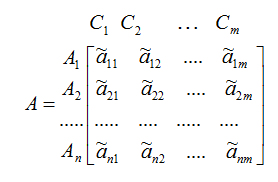 C₁ C₂ ... Cₘ
A₁ ã₁₁ ã₁₂ .... ã₁ₘ
A₂ ã₂₁ ã₂₂ .... ã₂ₘ
A =
..... ..... ..... ..... ....
Aₙ ãₙ₁ ãₙ₂ .... ãₙₘ